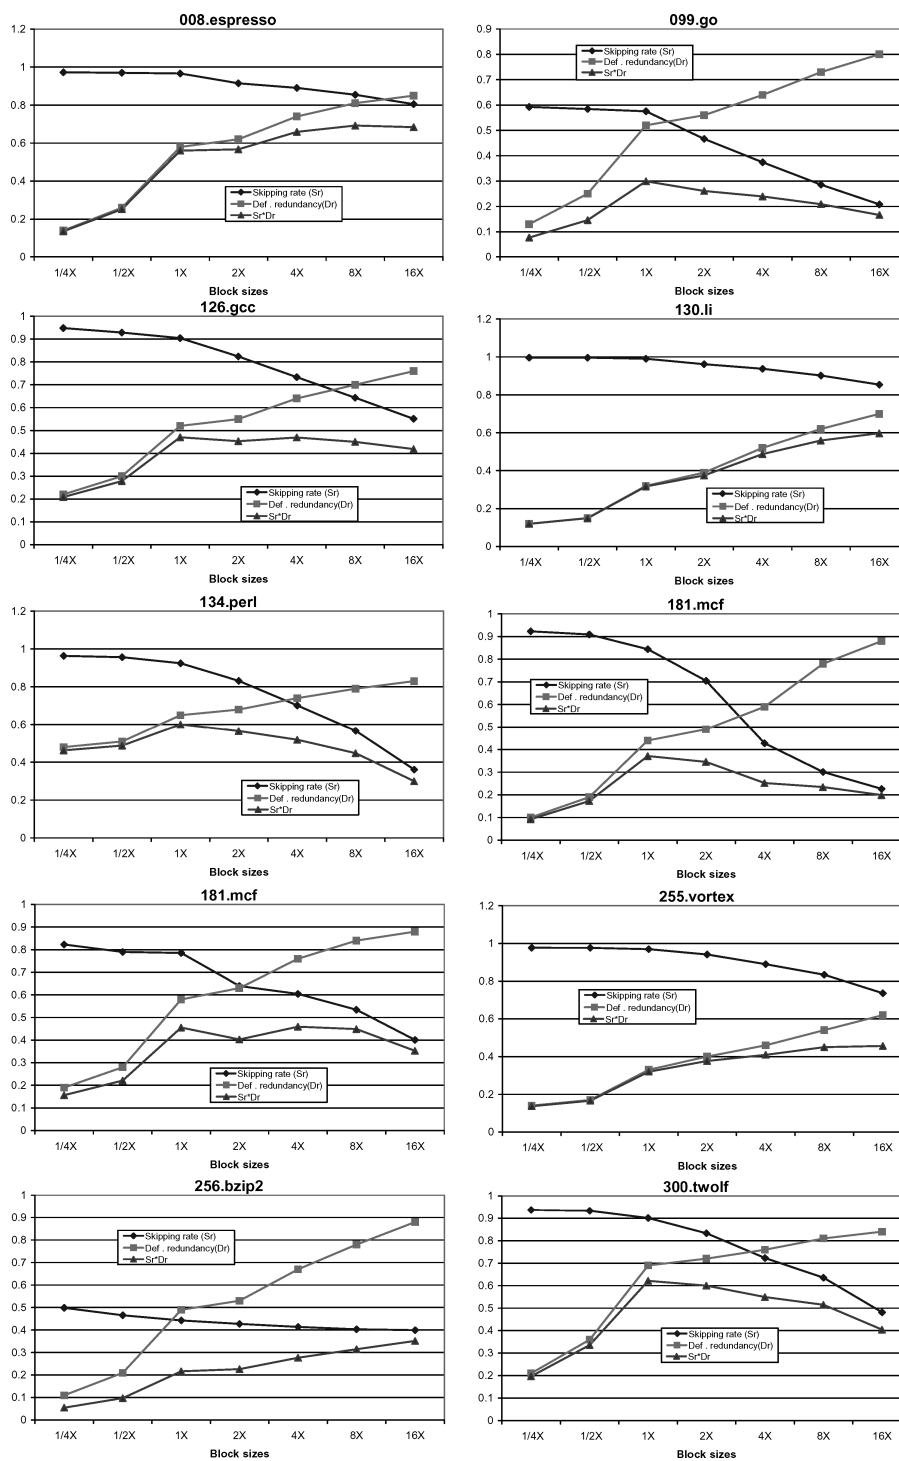 008.espresso
1.2
1
0.8
0.6
0.4
0.2
0
Skipping rate (Sr)
Def . redundancy(Dr)
Sr*Dr
1/4X 1/2X 1X 2X 4X 8X 16X
Block sizes
099.go
0.9
0.8
0.7
0.6
0.5
0.4
0.3
0.2
0.1
0
Skipping rate (Sr)
Def . redundancy(Dr)
Sr*Dr
1/4X 1/2X 1X 2X 4X 8X 16X
Block sizes
126.gcc
1
0.9
0.8
0.7
0.6
0.5
0.4
0.3
0.2
0.1
0
Skipping rate (Sr)
Def . redundancy(Dr)
Sr*Dr
1/4X 1/2X 1X 2X 4X 8X 16X
Block sizes
130.li
1.2
1
0.8
0.6
0.4
0.2
0
Skipping rate (Sr)
Def . redundancy(Dr)
Sr*Dr
1/4X 1/2X 1X 2X 4X 8X 16X
Block sizes
134.perl
1.2
1
0.8
0.6
0.4
0.2
0
Skipping rate (Sr)
Def . redundancy(Dr)
Sr*Dr
1/4X 1/2X 1X 2X 4X 8X 16X
Block sizes
181.mcf
1
0.9
0.8
0.7
0.6
0.5
0.4
0.3
0.2
0.1
0
Skipping rate (Sr)
Def . redundancy(Dr)
Sr*Dr
1/4X 1/2X 1X 2X 4X 8X 16X
Block sizes
181.mcf
1
0.9
0.8
0.7
0.6
0.5
0.4
0.3
0.2
0.1
0
Skipping rate (Sr)
Def . redundancy(Dr)
Sr*Dr
1/4X 1/2X 1X 2X 4X 8X 16X
Block sizes
255.vortex
1.2
1
0.8
0.6
0.4
0.2
0
Skipping rate (Sr)
Def . redundancy(Dr)
Sr*Dr
1/4X 1/2X 1X 2X 4X 8X 16X
Block sizes
256.bzip2
1
0.9
0.8
0.7
0.6
0.5
0.4
0.3
0.2
0.1
0
Skipping rate (Sr)
Def . redundancy(Dr)
Sr*Dr
1/4X 1/2X 1X 2X 4X 8X 16X
Block sizes
300.twolf
1
0.9
0.8
0.7
0.6
0.5
0.4
0.3
0.2
0.1
0
Skipping rate (Sr)
Def . redundancy(Dr)
Sr*Dr
1/4X 1/2X 1X 2X 4X 8X 16X
Block sizes